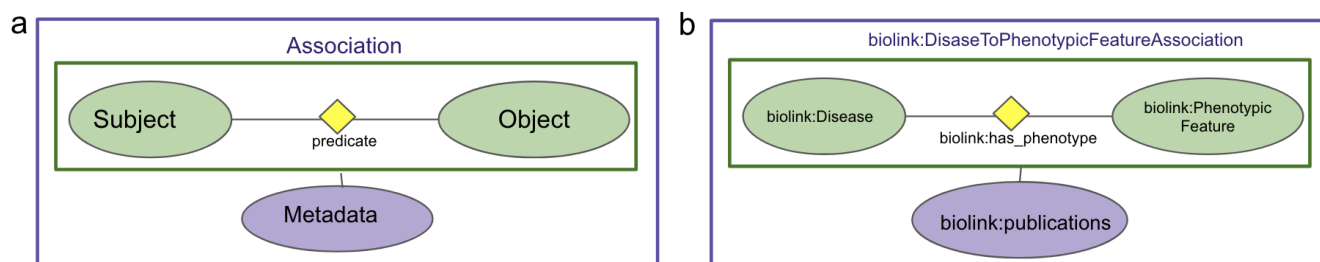 a
Association
Subject
Object
predicate
Metadata
b
biolink:DisaseToPhenotypicFeatureAssociation
biolink:Disease
biolink:has_phenotype
biolink:Phenotypic
Feature
biolink:publications